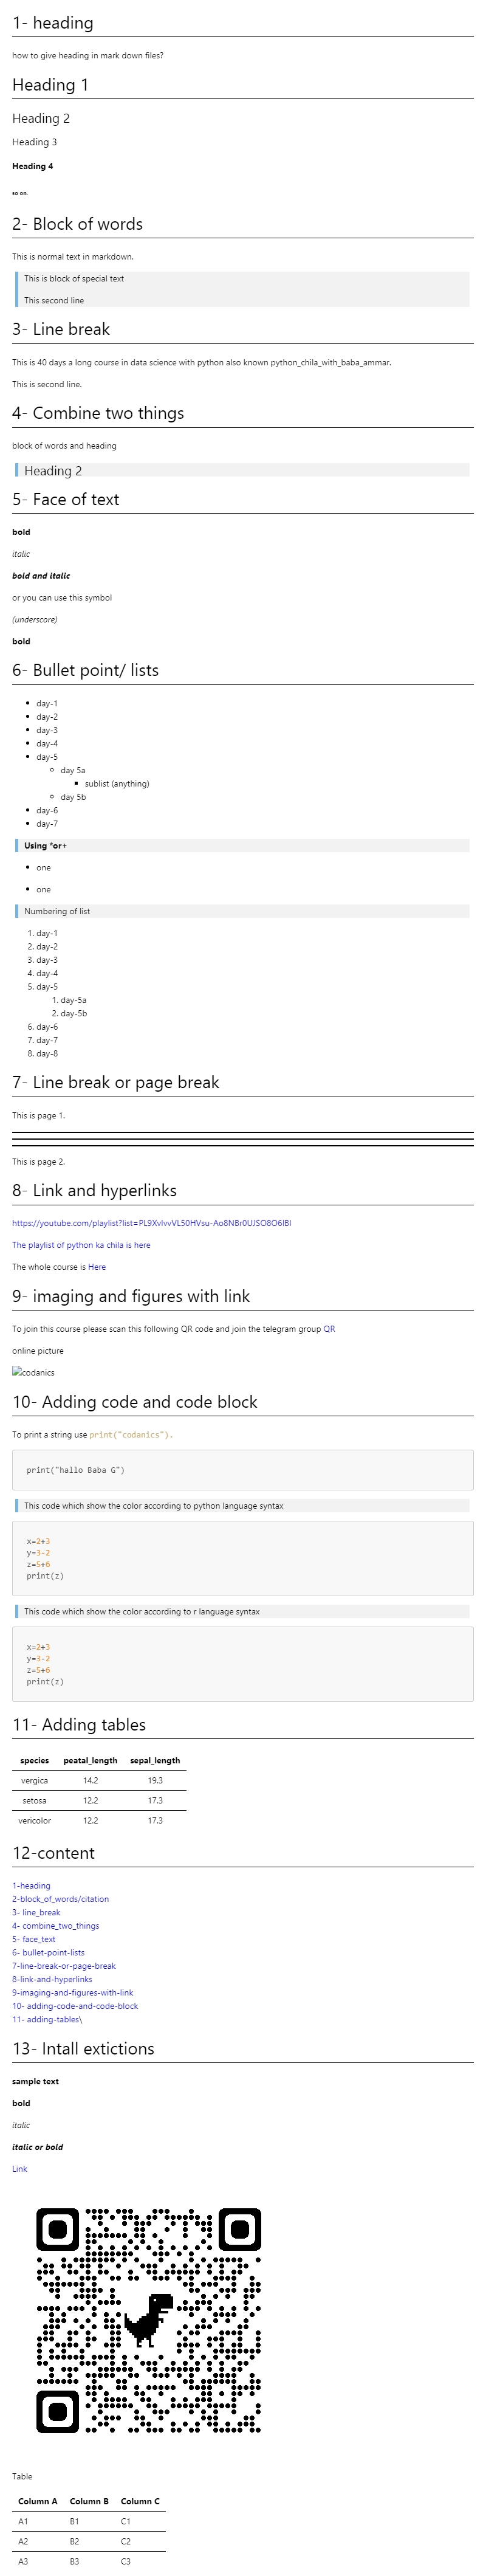 1- heading
how to give heading in mark down files?
Heading 1
Heading 2
Heading 3
Heading 4
so on.
2- Block of words
This is normal text in markdown.
This is block of special text
This second line
3- Line break
This is 40 days a long course in data science with python also known python_chila_with_baba_ammar.
This is second line.
4- Combine two things
block of words and heading
Heading 2
5- Face of text
bold
italic
bold and italic
or you can use this symbol
(underscore)
bold
6- Bullet point/ lists
day-1
day-2
day-3
day-4
day-5
day 5a
sublist (anything)
day 5b
day-6
day-7
Using *or+
one
one
Numbering of list
1. day-1
2. day-2
3. day-3
4. day-4
5. day-5
1. day-5a
2. day-5b
6. day-6
7. day-7
8. day-8
7- Line break or page break
This is page 1.
This is page 2.
8- Link and hyperlinks
https://youtube.com/playlist?list=PL9XvIvvVL50HVsu-Ao8NBr0UJSO8O6lBI
The playlist of python ka chila is here
The whole course is Here
9- imaging and figures with link
To join this course please scan this following QR code and join the telegram group QR
online picture
codanics
10- Adding code and code block
To print a string use print("codanics").
print("hallo Baba G")
This code which show the color according to python language syntax
x=2+3
y=3-2
z=5+6
print(z)
This code which show the color according to r language syntax
x=2+3
y=3-2
z=5+6
print(z)
11- Adding tables
species peatal_length sepal_length
vergica 14.2 19.3
setosa 12.2 17.3
vericolor 12.2 17.3
12-content
1-heading
2-block_of_words/citation
3- line_break
4- combine_two_things
5- face_text
6- bullet-point-lists
7-line-break-or-page-break
8-link-and-hyperlinks
9-imaging-and-figures-with-link
10- adding-code-and-code-block
11- adding-tables\
13- Intall extictions
sample text
bold
italic
italic or bold
Link
Table
Column A Column B Column C
A1 B1 C1
A2 B2 C2
A3 B3 C3